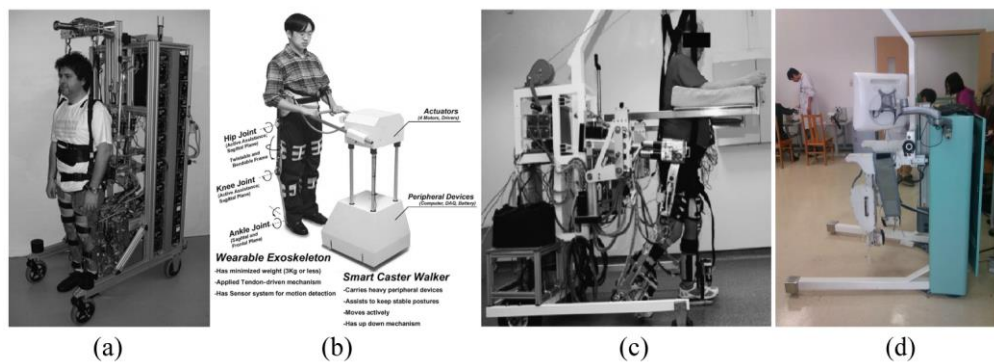 Hip Joint
(Active Assistance;
Sagittal Plane)
Twistable and
Bendable Frame
Knee Joint
(Active Assistance;
Sagittal Plane)
Ankle Joint
(Sagittal and
Frontal Plane)
Actuators
(4 Motors, Drivers)
Peripheral Devices
(Computer, DAQ, Battery)
Wearable Exoskeleton
-Has minimized weight (3Kg or less)
-Applied Tendon-driven mechanism
-Has Sensor system for motion detection
Smart Caster Walker
-Carries heavy peripheral devices
-Assists to keep stable postures
-Moves actively
-Has up down mechanism
(a)
(b)
(c)
(d)